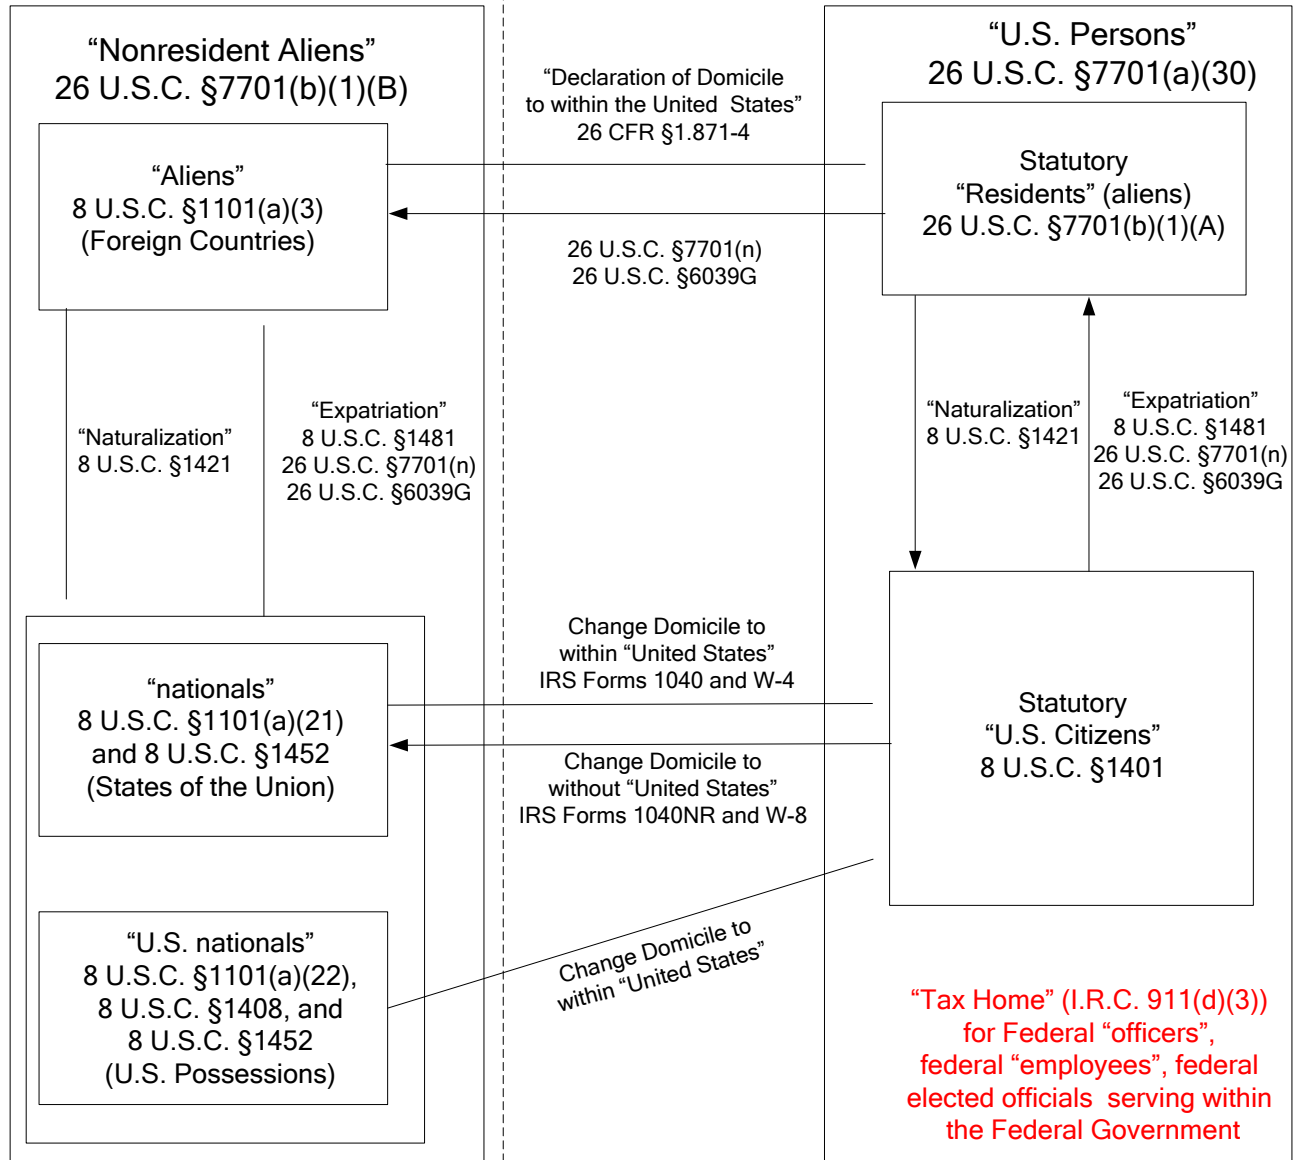 “Nonresident Aliens”
26 U.S.C. §7701(b)(1)(B)
“Aliens”
8 U.S.C. §1101(a)(3)
(Foreign Countries)
“Naturalization”
8 U.S.C. §1421
“Expatriation”
8 U.S.C. §1481
26 U.S.C. §7701(n)
26 U.S.C. §6039G
“nationals”
8 U.S.C. §1101(a)(21)
and 8 U.S.C. §1452
(States of the Union)
“U.S. nationals”
8 U.S.C. §1101(a)(22),
8 U.S.C. §1408, and
8 U.S.C. §1452
(U.S. Possessions)
“Declaration of Domicile
to within the United States”
26 CFR §1.871-4
26 U.S.C. §7701(n)
26 U.S.C. §6039G
Change Domicile to
within “United States”
IRS Forms 1040 and W-4
Change Domicile to
without “United States”
IRS Forms 1040NR and W-8
Change Domicile to
within “United States”
“U.S. Persons”
26 U.S.C. §7701(a)(30)
Statutory
“Residents” (aliens)
26 U.S.C. §7701(b)(1)(A)
“Naturalization”
8 U.S.C. §1421
“Expatriation”
8 U.S.C. §1481
26 U.S.C. §7701(n)
26 U.S.C. §6039G
Statutory
“U.S. Citizens”
8 U.S.C. §1401
“Tax Home” (I.R.C. 911(d)(3))
for Federal “officers”,
federal “employees”, federal
elected officials serving within
the Federal Government